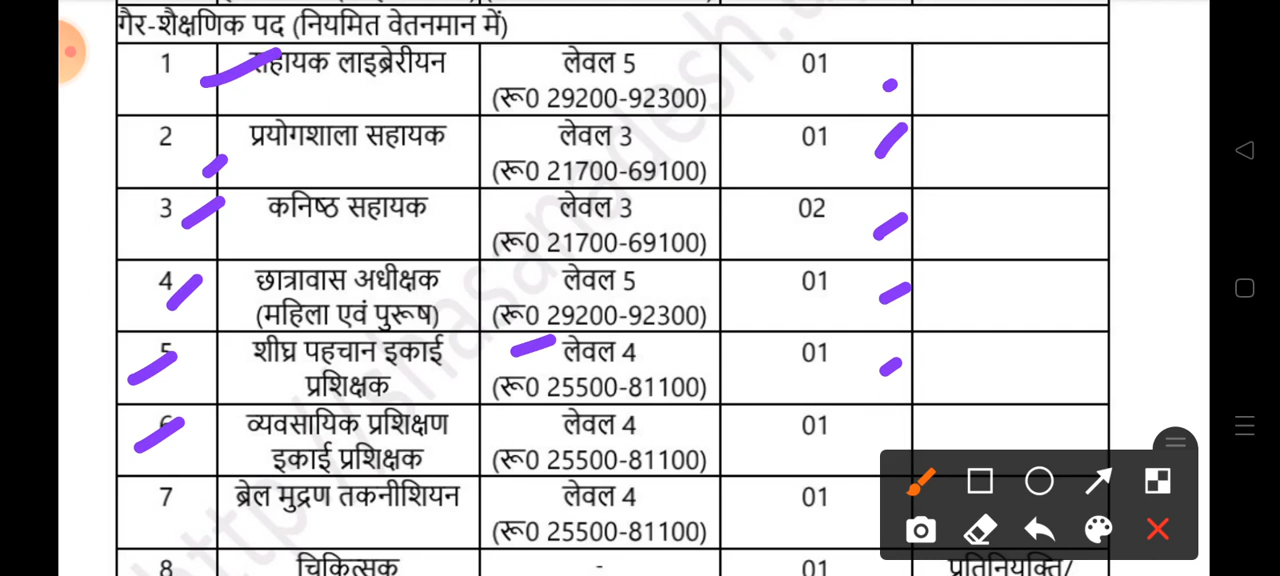 गैर-शैक्षणिक पद (नियमित वेतनमान में)
1 सहायक लाइब्रेरीयन लेवल 5 01
(रू0 29200-92300)
2 प्रयोगशाला सहायक लेवल 3 01
(रू0 21700-69100)
3 कनिष्ठ सहायक लेवल 3 02
(रू0 21700-69100)
4 छात्रावास अधीक्षक लेवल 5 01
(महिला एवं पुरूष) (रू0 29200-92300)
5 शीघ्र पहचान इकाई लेवल 4 01
प्रशिक्षक (रू0 25500-81100)
6 व्यवसायिक प्रशिक्षण लेवल 4 01
इकाई प्रशिक्षक (रू0 25500-81100)
7 ब्रेल मुद्रण तकनीशियन लेवल 4 01
(रू0 25500-81100)
8 चिकित्सक - 01 प्रतिनियक्ति/